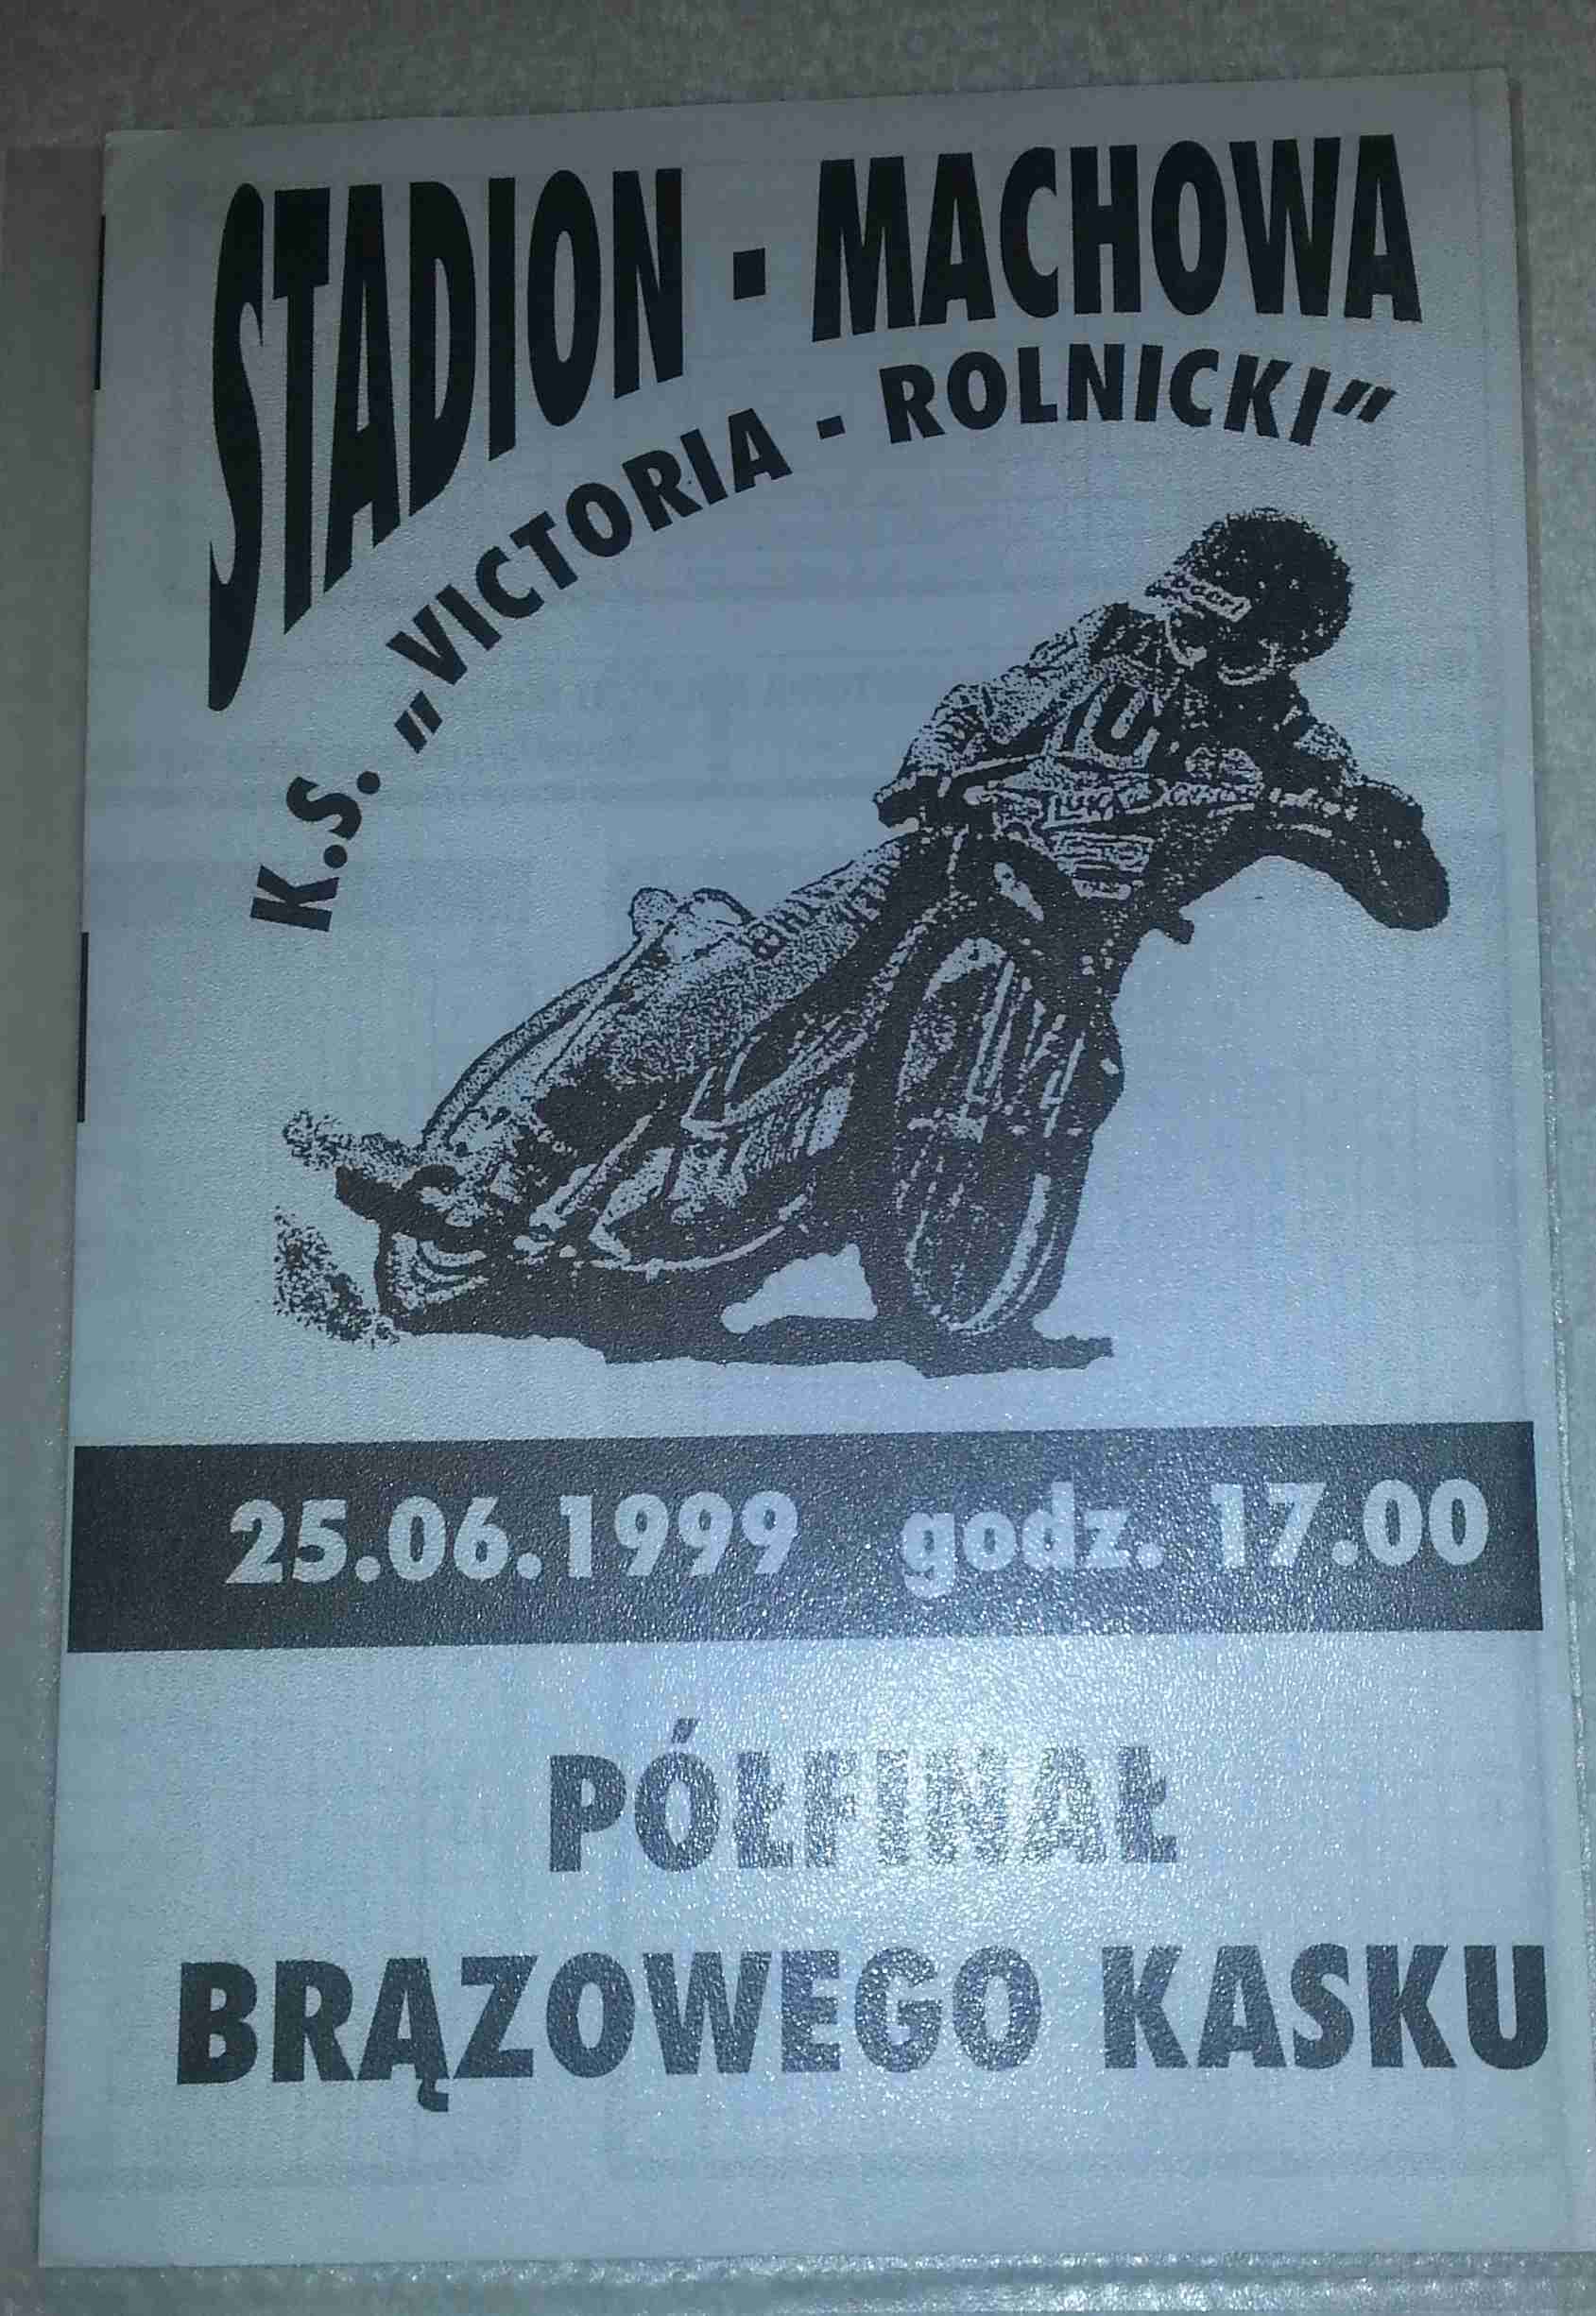 STADION - MACHOWA
K.S. „VICTORIA - ROLNICKI”
25.06.1999 godz. 17.00
PÓŁFINAŁ
BRĄZOWEGO KASKU